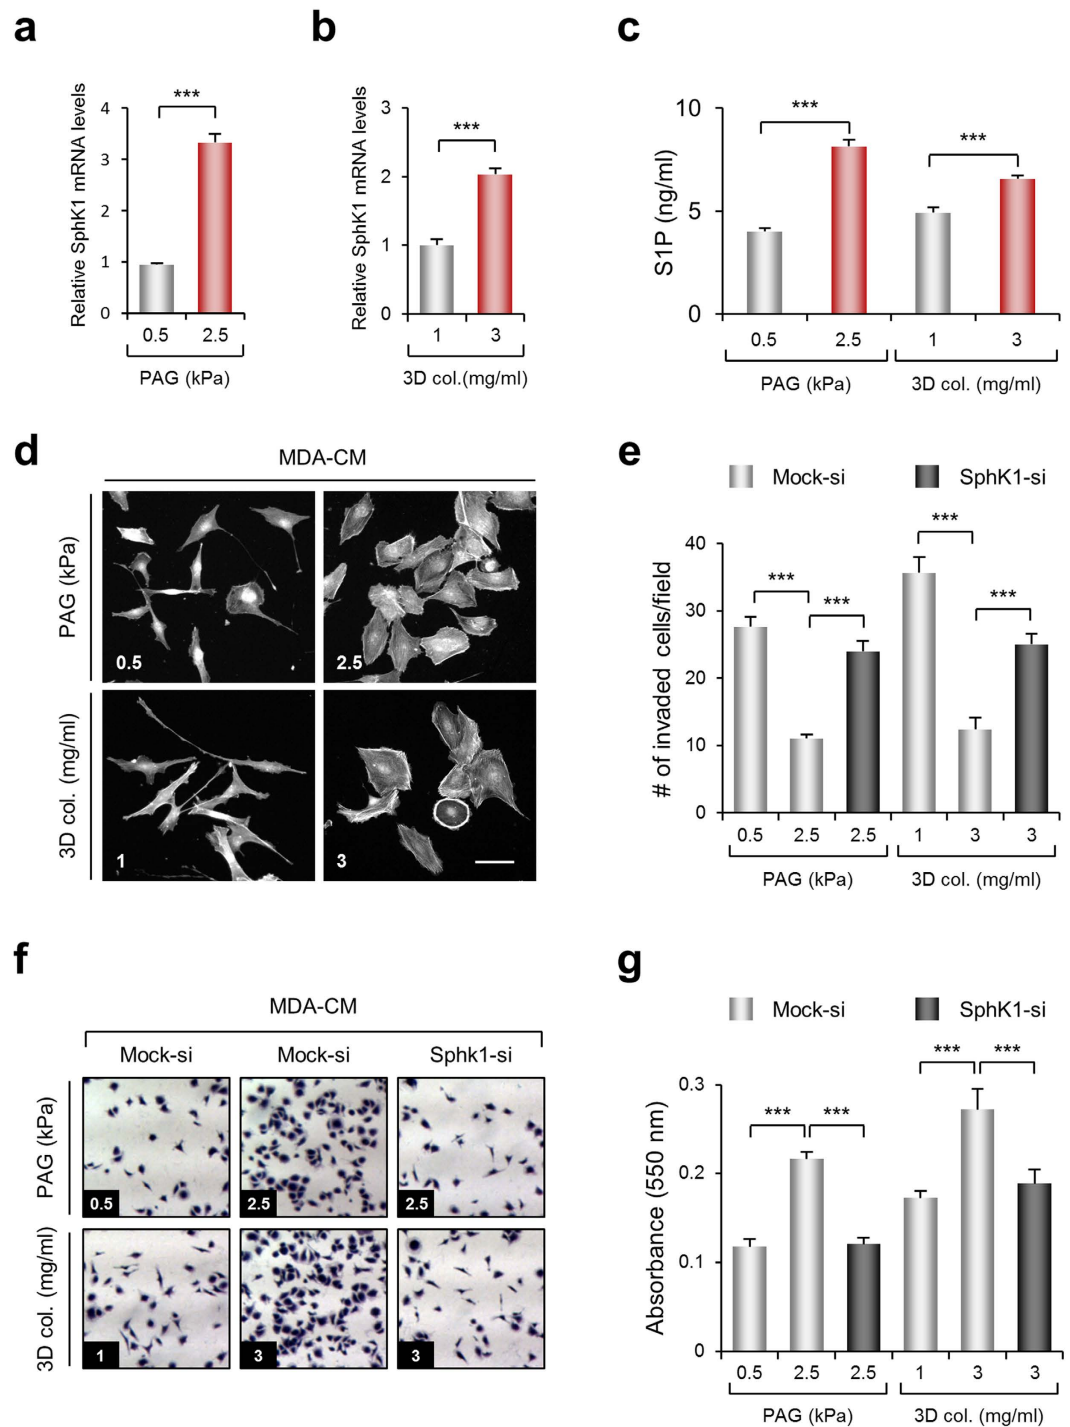 a
b
c
***
4
3
2
1
0
Relative SphK1 mRNA levels
0.5 2.5
PAG (kPa)
***
3
2
1
0
Relative SphK1 mRNA levels
1 3
3D col.(mg/ml)
***
***
10
5
0
S1P (ng/ml)
0.5 2.5 1 3
PAG (kPa) 3D col. (mg/ml)
d
MDA-CM
PAG (kPa)
0.5 2.5
3D col. (mg/ml)
1 3
e
Mock-si SphK1-si
***
***
***
***
40
30
20
10
0
# of invaded cells/field
0.5 2.5 2.5 1 3 3
PAG (kPa) 3D col. (mg/ml)
f
MDA-CM
Mock-si Mock-si Sphk1-si
PAG (kPa)
0.5 2.5 2.5
3D col. (mg/ml)
1 3 3
g
Mock-si SphK1-si
*** ***
*** ***
0.3
0.2
0.1
0
Absorbance (550 nm)
0.5 2.5 2.5 1 3 3
PAG (kPa) 3D col. (mg/ml)